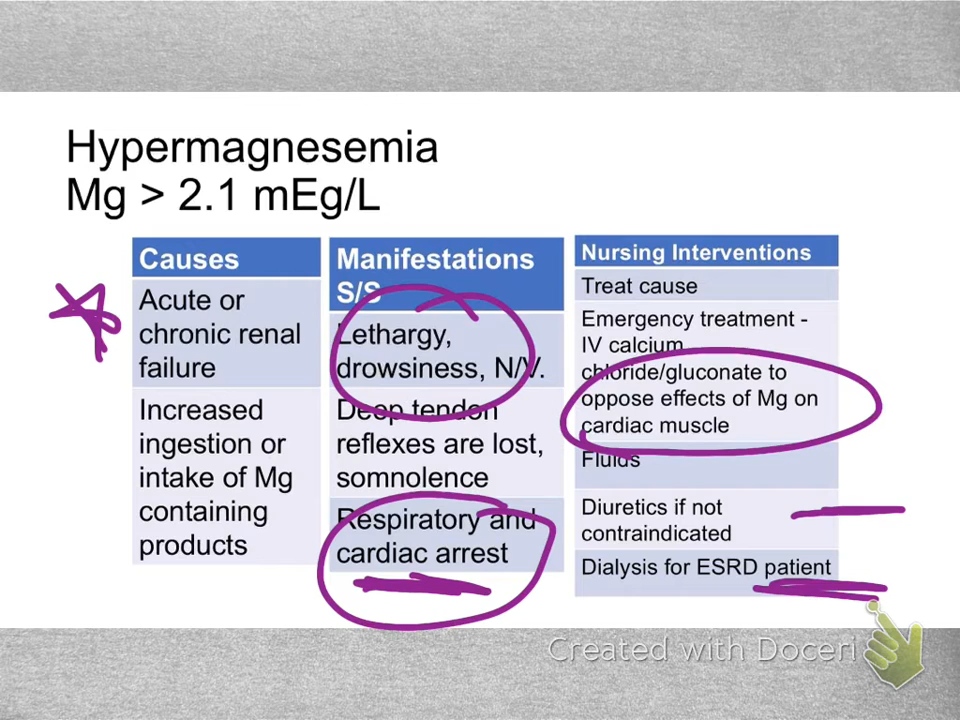 Hypermagnesemia
Mg > 2.1 mEg/L
Causes
Acute or
chronic renal
failure
Increased
ingestion or
intake of Mg
containing
products
Manifestations
S/S
Lethargy,
drowsiness, N/V.
Deep tendon
reflexes are lost,
somnolence
Respiratory and
cardiac arrest
Nursing Interventions
Treat cause
Emergency treatment -
IV calcium
chloride/gluconate to
oppose effects of Mg on
cardiac muscle
Fluids
Diuretics if not
contraindicated
Dialysis for ESRD patient
Created with Doceri